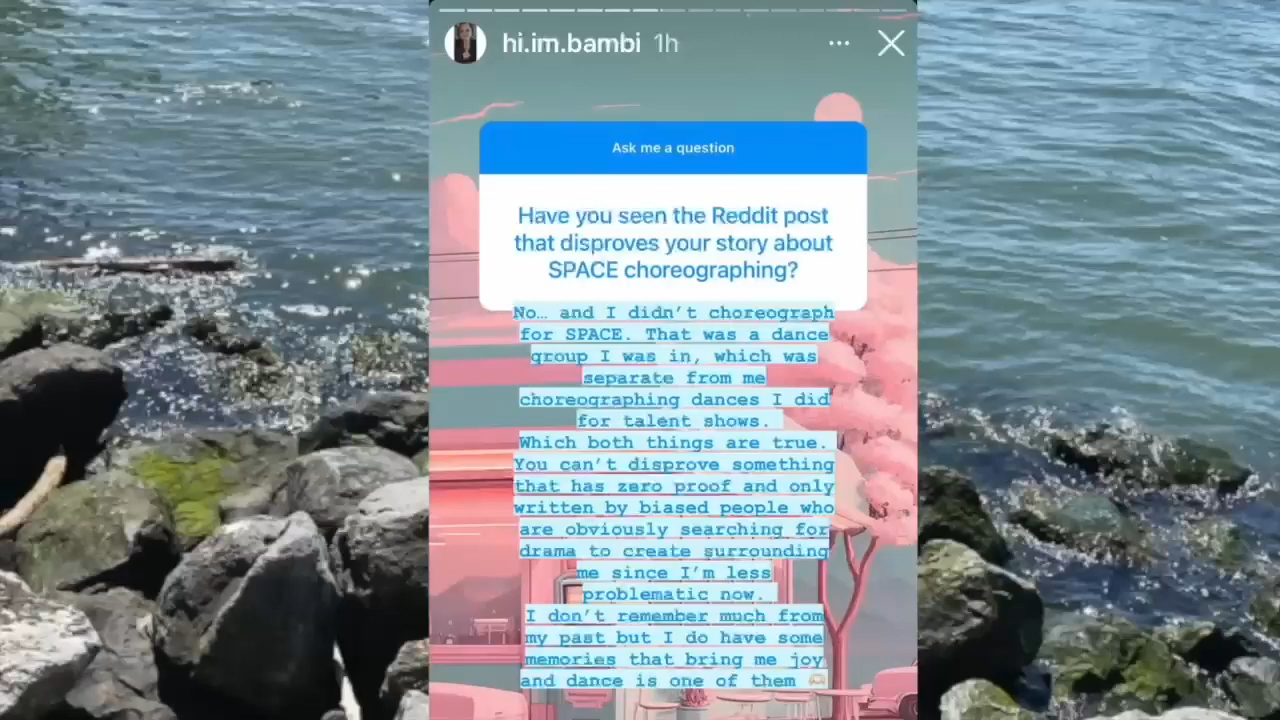 hi.im.bambi 1h
Ask me a question
Have you seen the Reddit post
that disproves your story about
SPACE choreographing?
No… and I didn't choreograph
for SPACE. That was a dance
group I was in, which was
separate from me
choreographing dances I did
for talent shows.
Which both things are true.
You can't disprove something
that has zero proof and only
written by biased people who
are obviously searching for
drama to create surrounding
me since I'm less
problematic now.
I don't remember much from
my past but I do have some
memories that bring me joy
and dance is one of them